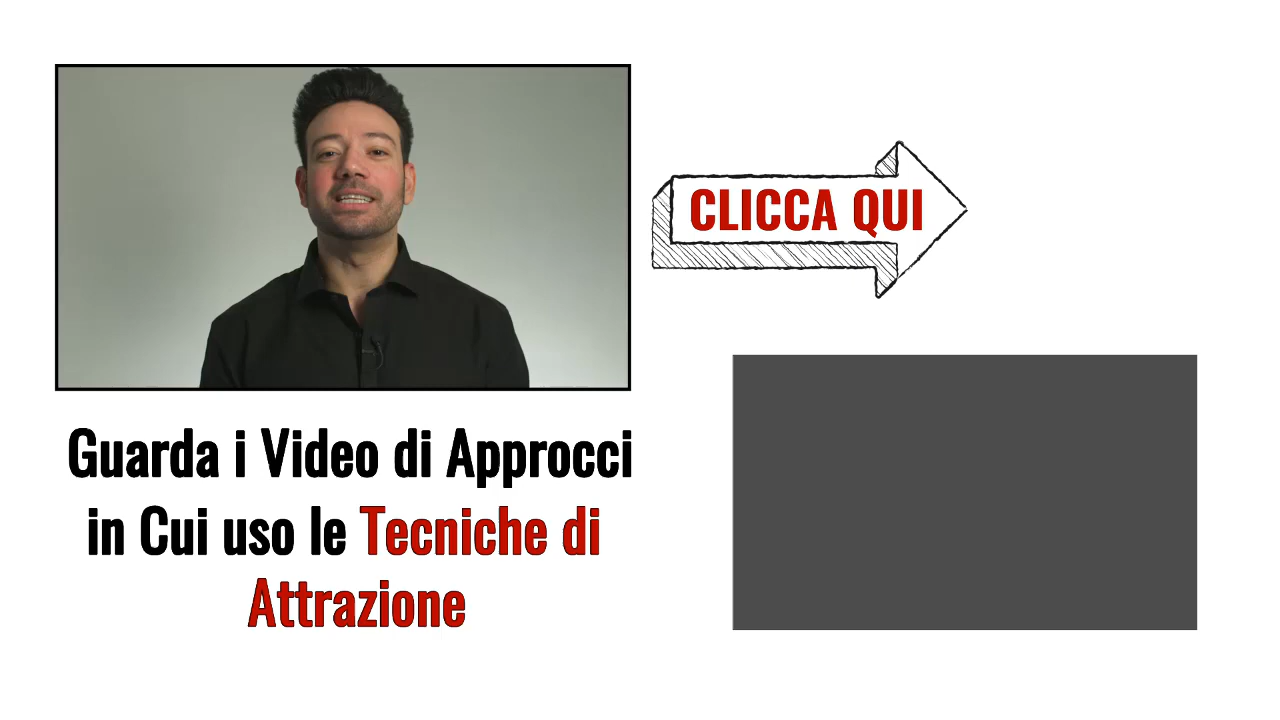 CLICCA QUI
Guarda i Video di Approcci
in Cui uso le Tecniche di
Attrazione